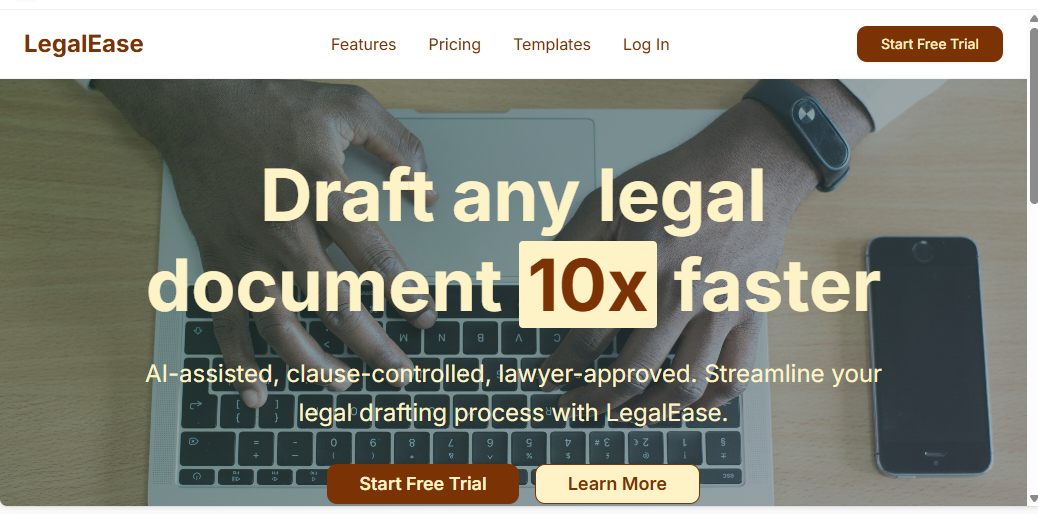 LegalEase
Features
Pricing
Templates
Log In
Start Free Trial
Draft any legal
document 10x faster
AI-assisted, clause-controlled, lawyer-approved. Streamline your
legal drafting process with LegalEase.
Start Free Trial
Learn More